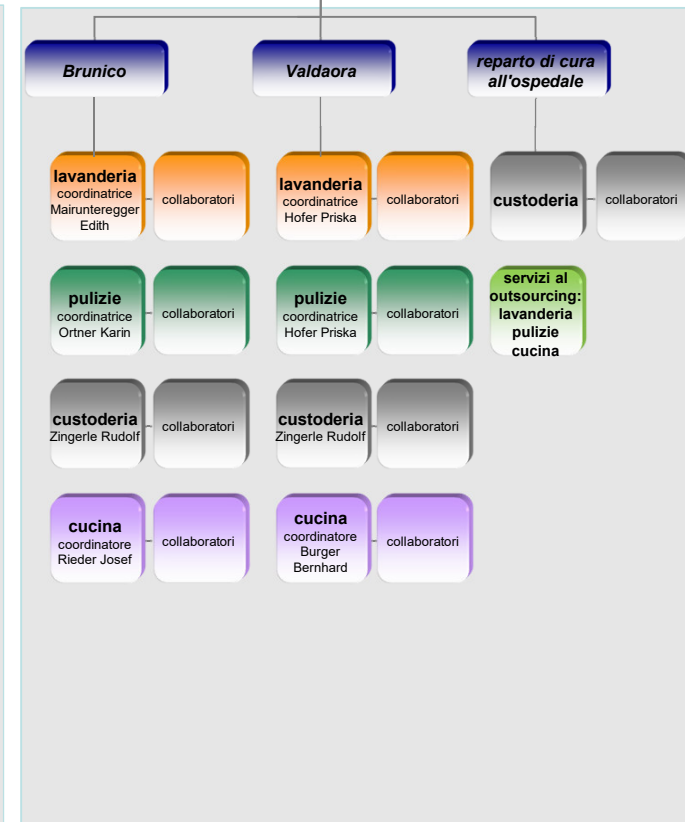 Brunico
Valdaora
reparto di cura
all'ospedale
lavanderia
coordinatrice
Mairunteregger
Edith
collaboratori
lavanderia
coordinatrice
Hofer Priska
collaboratori
custoderia
collaboratori
pulizie
coordinatrice
Ortner Karin
collaboratori
pulizie
coordinatrice
Hofer Priska
collaboratori
servizi al
outsourcing:
lavanderia
pulizie
cucina
custoderia
Zingerle Rudolf
collaboratori
custoderia
Zingerle Rudolf
collaboratori
cucina
coordinatore
Rieder Josef
collaboratori
cucina
coordinatore
Burger
Bernhard
collaboratori